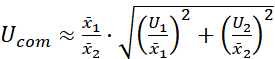 U_com ≈ x̄₁/x̄₂ · √((U₁/x̄₁)² + (U₂/x̄₂)²)